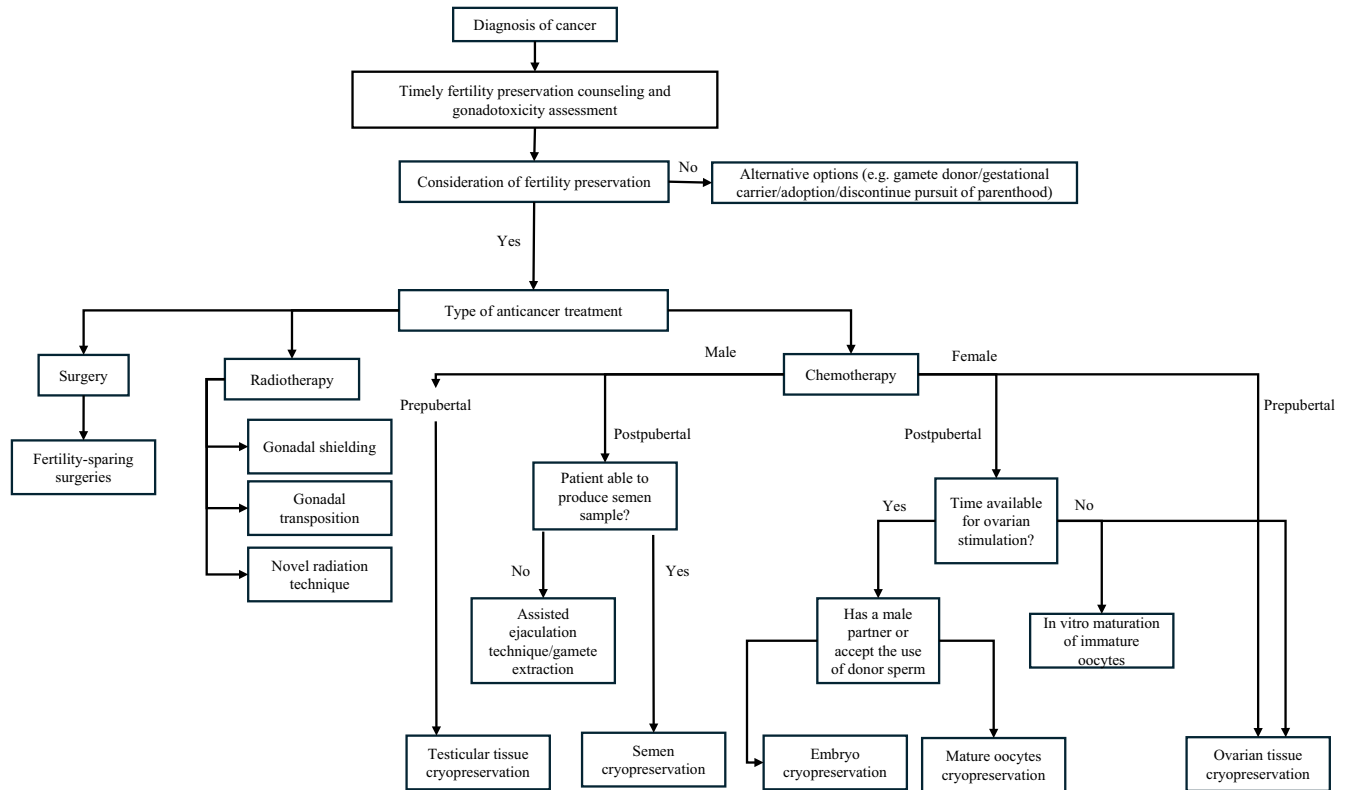 Diagnosis of cancer
Timely fertility preservation counseling and
gonadotoxicity assessment
Consideration of fertility preservation
No
Alternative options (e.g. gamete donor/gestational
carrier/adoption/discontinue pursuit of parenthood)
Yes
Type of anticancer treatment
Surgery
Fertility-sparing
surgeries
Radiotherapy
Gonadal shielding
Gonadal
transposition
Novel radiation
technique
Male
Chemotherapy
Female
Prepubertal
Postpubertal
Postpubertal
Prepubertal
Patient able to
produce semen
sample?
No
Yes
Assisted
ejaculation
technique/gamete
extraction
Time available
for ovarian
stimulation?
Yes
No
Has a male
partner or
accept the use
of donor sperm
In vitro maturation
of immature
oocytes
Testicular tissue
cryopreservation
Semen
cryopreservation
Embryo
cryopreservation
Mature oocytes
cryopreservation
Ovarian tissue
cryopreservation